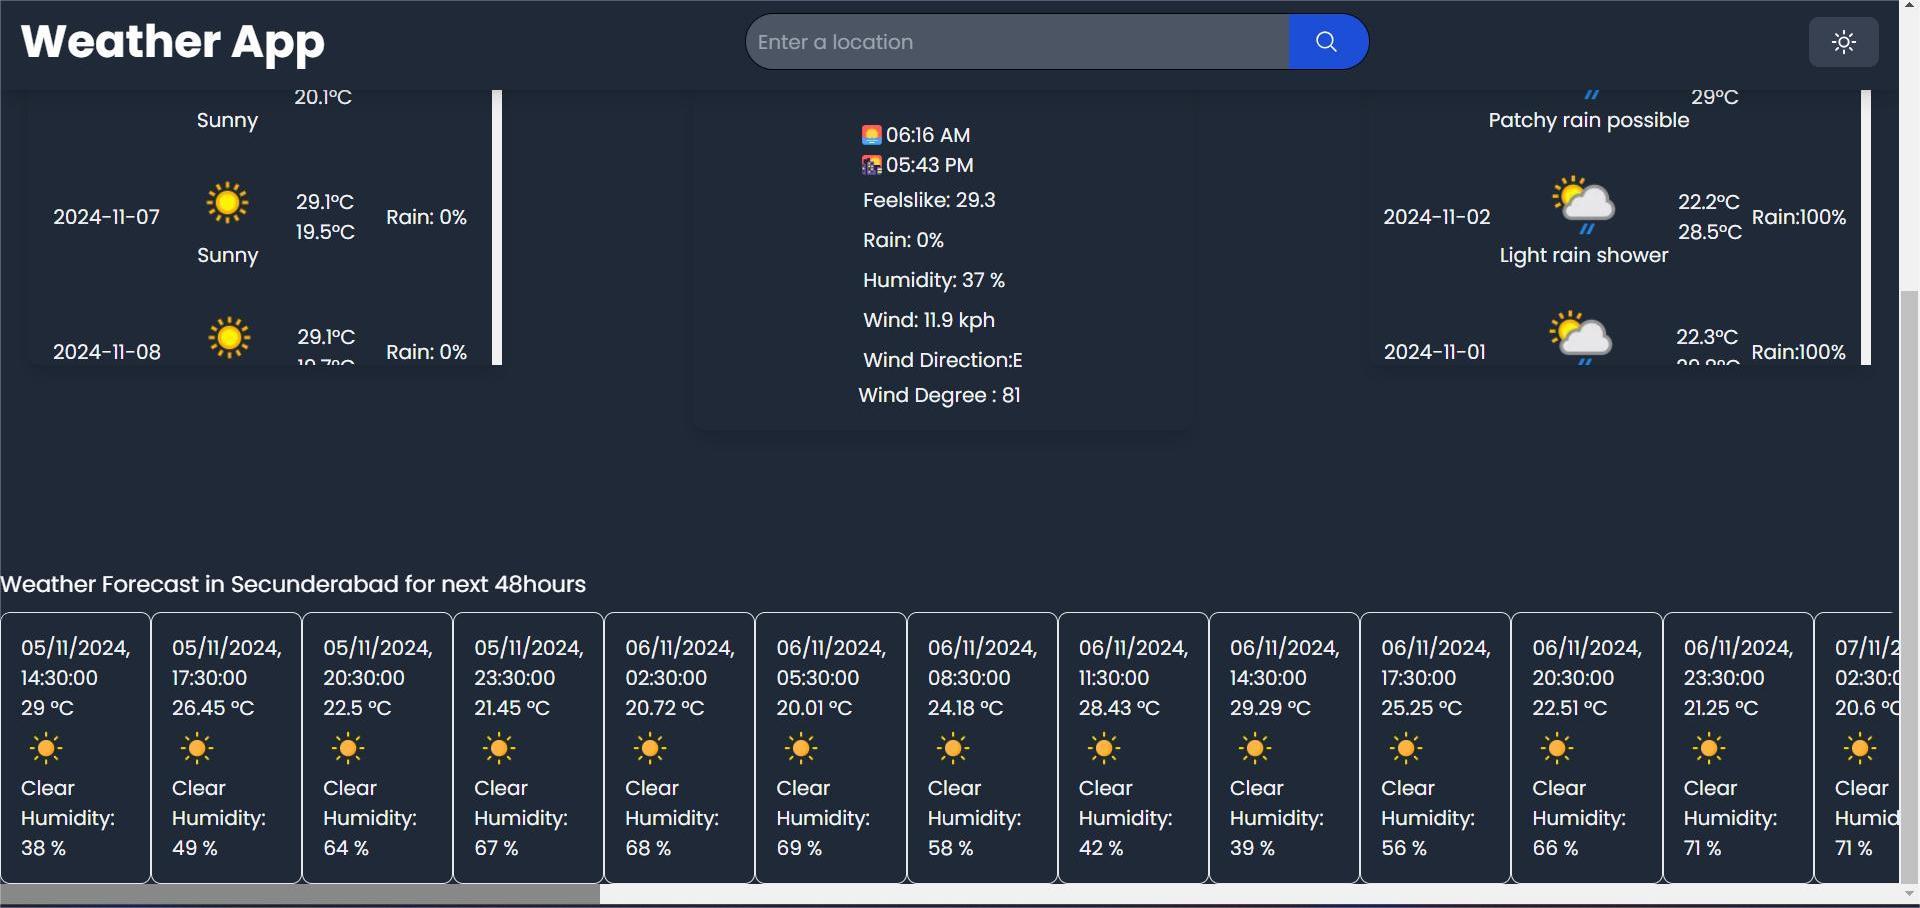 Weather App
Enter a location
20.1°C
Sunny
2024-11-07
29.1°C
19.5°C
Rain: 0%
Sunny
2024-11-08
29.1°C
Rain: 0%
06:16 AM
05:43 PM
Feelslike: 29.3
Rain: 0%
Humidity: 37 %
Wind: 11.9 kph
Wind Direction:E
Wind Degree : 81
29°C
Patchy rain possible
2024-11-02
22.2°C
28.5°C
Rain:100%
Light rain shower
2024-11-01
22.3°C
Rain:100%
Weather Forecast in Secunderabad for next 48hours
05/11/2024,
14:30:00
29 °C
Clear
Humidity:
38 %
05/11/2024,
17:30:00
26.45 °C
Clear
Humidity:
49 %
05/11/2024,
20:30:00
22.5 °C
Clear
Humidity:
64 %
05/11/2024,
23:30:00
21.45 °C
Clear
Humidity:
67 %
06/11/2024,
02:30:00
20.72 °C
Clear
Humidity:
68 %
06/11/2024,
05:30:00
20.01 °C
Clear
Humidity:
69 %
06/11/2024,
08:30:00
24.18 °C
Clear
Humidity:
58 %
06/11/2024,
11:30:00
28.43 °C
Clear
Humidity:
42 %
06/11/2024,
14:30:00
29.29 °C
Clear
Humidity:
39 %
06/11/2024,
17:30:00
25.25 °C
Clear
Humidity:
56 %
06/11/2024,
20:30:00
22.51 °C
Clear
Humidity:
66 %
06/11/2024,
23:30:00
21.25 °C
Clear
Humidity:
71 %
07/11/2
02:30:0
20.6 °C
Clear
Humid
71 %